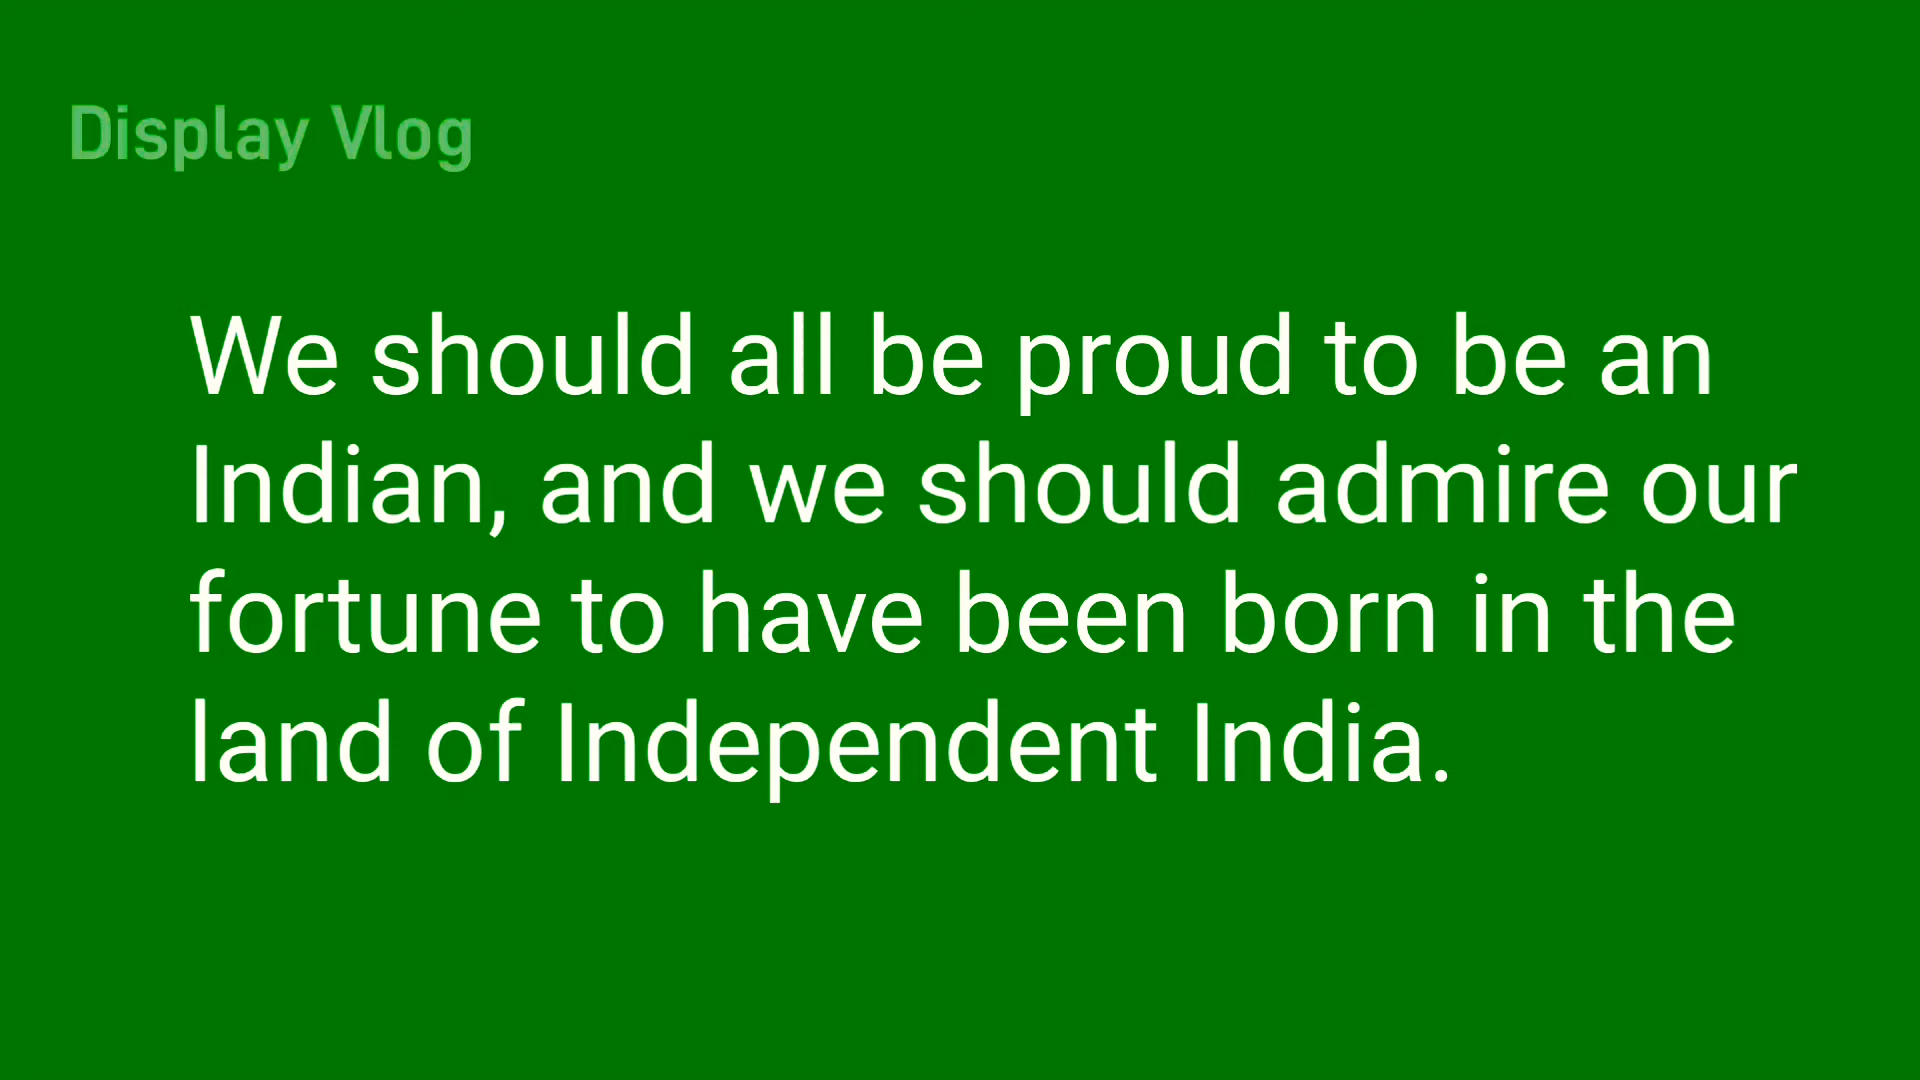 Display Vlog
We should all be proud to be an
Indian, and we should admire our
fortune to have been born in the
land of Independent India.